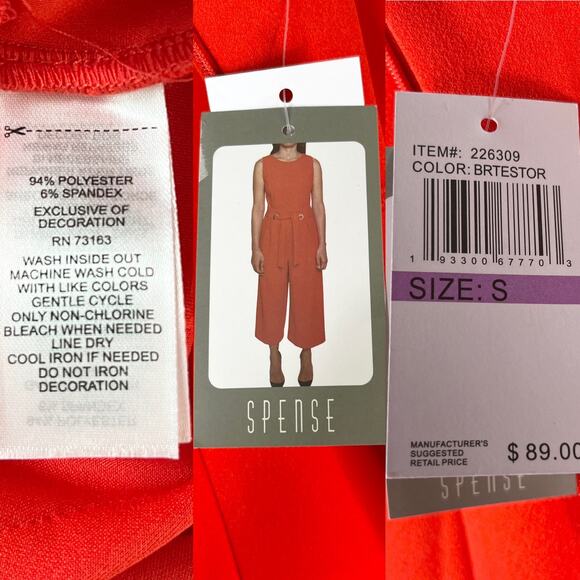 94% POLYESTER
6% SPANDEX
EXCLUSIVE OF
DECORATION
RN 73163
WASH INSIDE OUT
MACHINE WASH COLD
WIITH LIKE COLORS
GENTLE CYCLE
ONLY NON-CHLORINE
BLEACH WHEN NEEDED
LINE DRY
COOL IRON IF NEEDED
DO NOT IRON
DECORATION
SPENSE
ITEM#: 226309
COLOR: BRTESTOR
1 93300 67770 3
SIZE: S
MANUFACTURER'S
SUGGESTED
RETAIL PRICE
$ 89.00
SPENSE